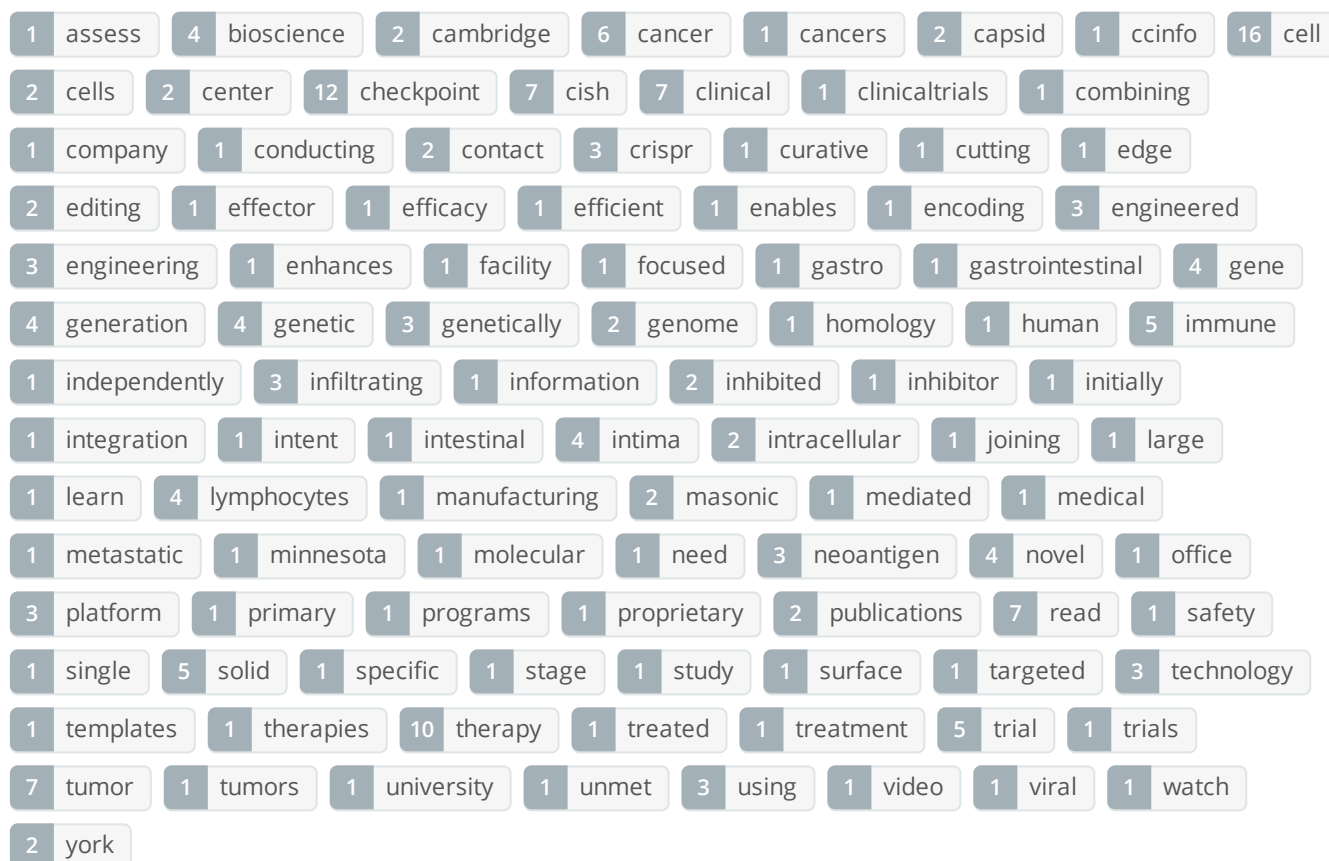 1 assess 4 bioscience 2 cambridge 6 cancer 1 cancers 2 capsid 1 ccinfo 16 cell
2 cells 2 center 12 checkpoint 7 cish 7 clinical 1 clinicaltrials 1 combining
1 company 1 conducting 2 contact 3 crispr 1 curative 1 cutting 1 edge
2 editing 1 effector 1 efficacy 1 efficient 1 enables 1 encoding 3 engineered
3 engineering 1 enhances 1 facility 1 focused 1 gastro 1 gastrointestinal 4 gene
4 generation 4 genetic 3 genetically 2 genome 1 homology 1 human 5 immune
1 independently 3 infiltrating 1 information 2 inhibited 1 inhibitor 1 initially
1 integration 1 intent 1 intestinal 4 intima 2 intracellular 1 joining 1 large
1 learn 4 lymphocytes 1 manufacturing 2 masonic 1 mediated 1 medical
1 metastatic 1 minnesota 1 molecular 1 need 3 neoantigen 4 novel 1 office
3 platform 1 primary 1 programs 1 proprietary 2 publications 7 read 1 safety
1 single 5 solid 1 specific 1 stage 1 study 1 surface 1 targeted 3 technology
1 templates 1 therapies 10 therapy 1 treated 1 treatment 5 trial 1 trials
7 tumor 1 tumors 1 university 1 unmet 3 using 1 video 1 viral 1 watch
2 york